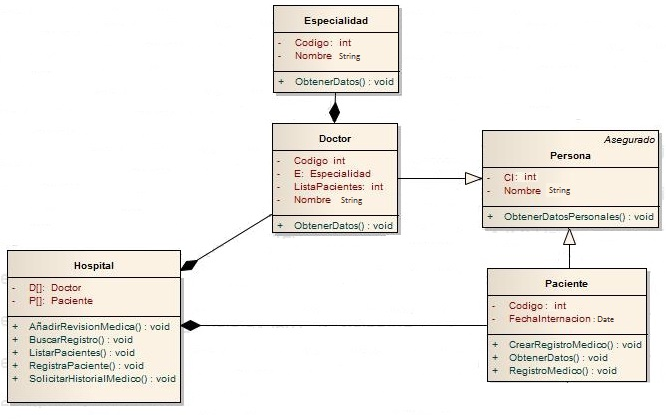 Especialidad
- Codigo: int
- Nombre String
+ ObtenerDatos() : void
Doctor
- Codigo int
- E: Especialidad
- ListaPacientes: int
- Nombre String
+ ObtenerDatos() : void
Asegurado
Persona
- CI: int
- Nombre String
+ ObtenerDatosPersonales() : void
Hospital
- D[]: Doctor
- P[]: Paciente
+ AñadirRevisionMedica() : void
+ BuscarRegistro() : void
+ ListarPacientes() : void
+ RegistraPaciente() : void
+ SolicitarHistorialMedico() : void
Paciente
- Codigo : int
- FechaInternacion : Date
+ CrearRegistroMedico() : void
+ ObtenerDatos() : void
+ RegistroMedico() : void